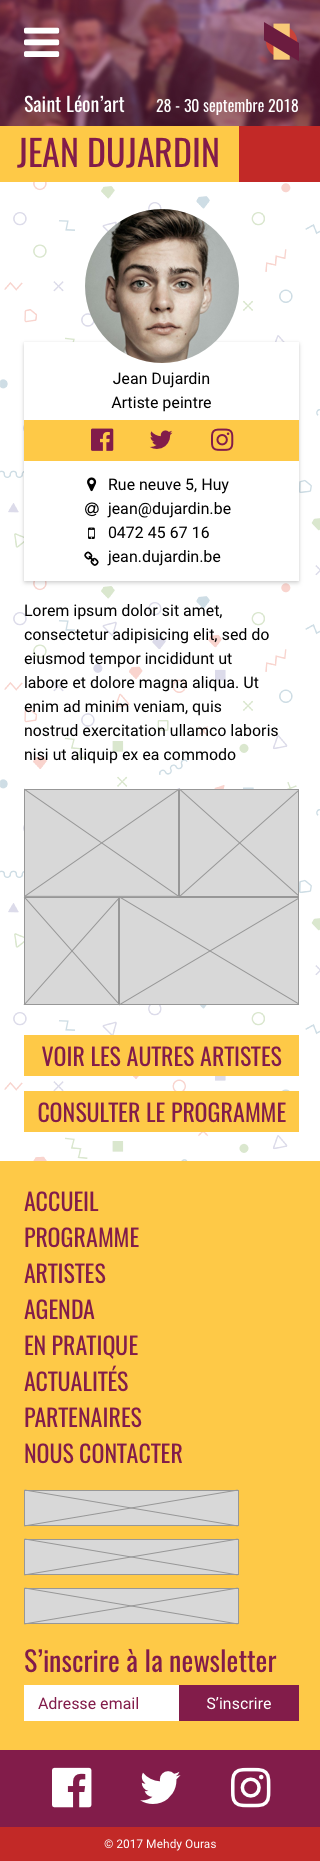 Saint Léon’art
28 - 30 septembre 2018
JEAN DUJARDIN
Jean Dujardin
Artiste peintre
Rue neuve 5, Huy
jean@dujardin.be
0472 45 67 16
jean.dujardin.be
Lorem ipsum dolor sit amet,
consectetur adipisicing elit, sed do
eiusmod tempor incididunt ut
labore et dolore magna aliqua. Ut
enim ad minim veniam, quis
nostrud exercitation ullamco laboris
nisi ut aliquip ex ea commodo
VOIR LES AUTRES ARTISTES
CONSULTER LE PROGRAMME
ACCUEIL
PROGRAMME
ARTISTES
AGENDA
EN PRATIQUE
ACTUALITÉS
PARTENAIRES
NOUS CONTACTER
S’inscrire à la newsletter
Adresse email
S’inscrire
© 2017 Mehdy Ouras